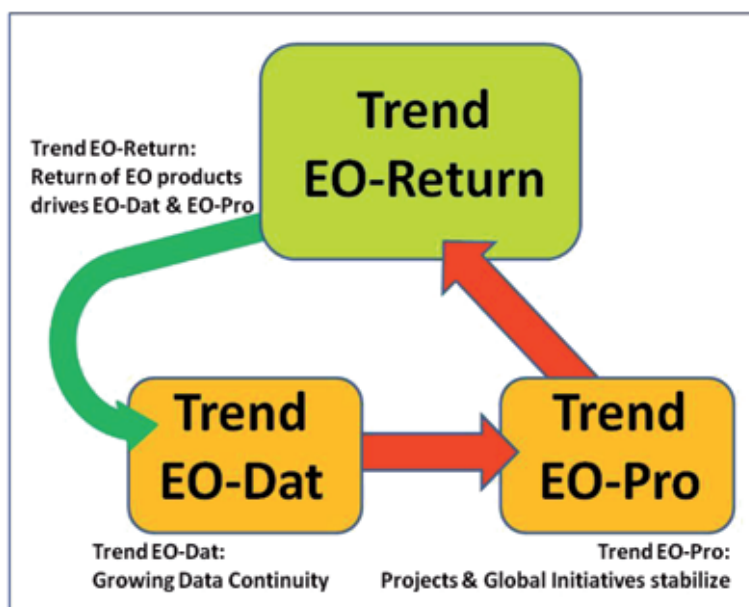 Trend
EO-Return
Trend EO-Return:
Return of EO products
drives EO-Dat & EO-Pro
Trend
EO-Dat
Trend
EO-Pro
Trend EO-Dat:
Growing Data Continuity
Trend EO-Pro:
Projects & Global Initiatives stabilize